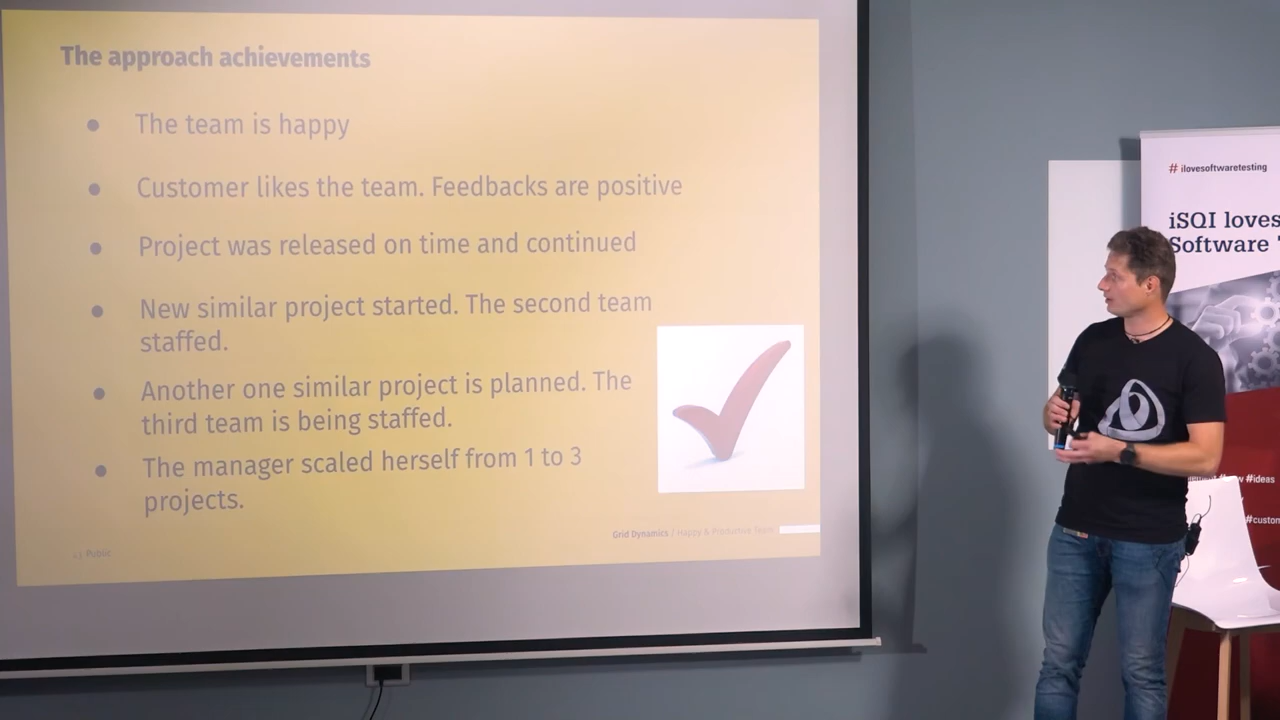 The approach achievements
● The team is happy
● Customer likes the team. Feedbacks are positive
● Project was released on time and continued
● New similar project started. The second team
staffed.
● Another one similar project is planned. The
third team is being staffed.
● The manager scaled herself from 1 to 3
projects.
Grid Dynamics / Happy & Productive Team
Public
# ilovesoftwaretesting
iSQI loves
Software
#ideas
#custom